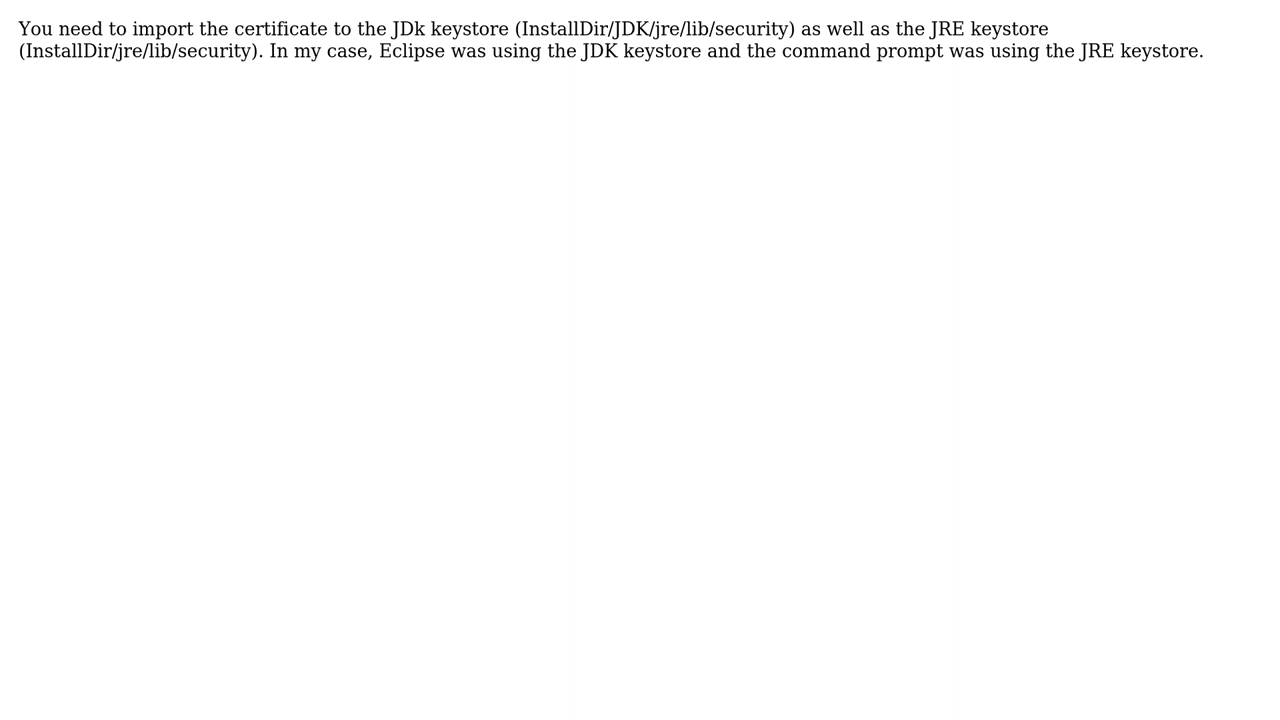 You need to import the certificate to the JDk keystore (InstallDir/JDK/jre/lib/security) as well as the JRE keystore
(InstallDir/jre/lib/security). In my case, Eclipse was using the JDK keystore and the command prompt was using the JRE keystore.